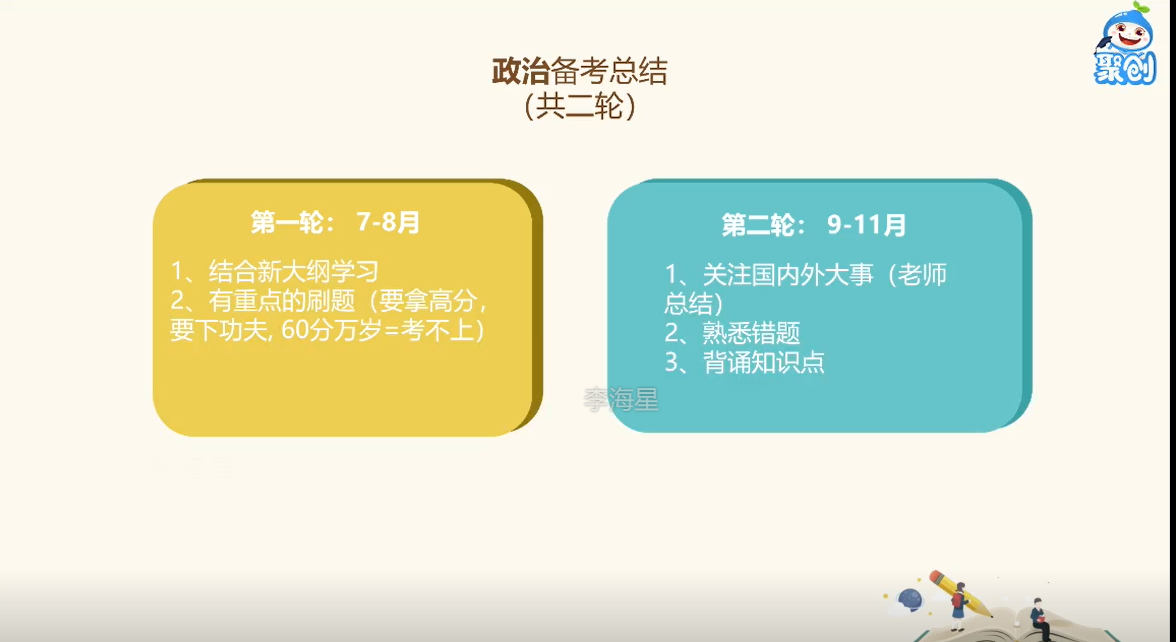 聚创
政治备考总结
（共二轮）
第一轮： 7-8月
1、结合新大纲学习
2、有重点的刷题（要拿高分，
要下功夫, 60分万岁=考不上）
第二轮： 9-11月
1、关注国内外大事（老师
总结）
2、熟悉错题
3、背诵知识点
李海星